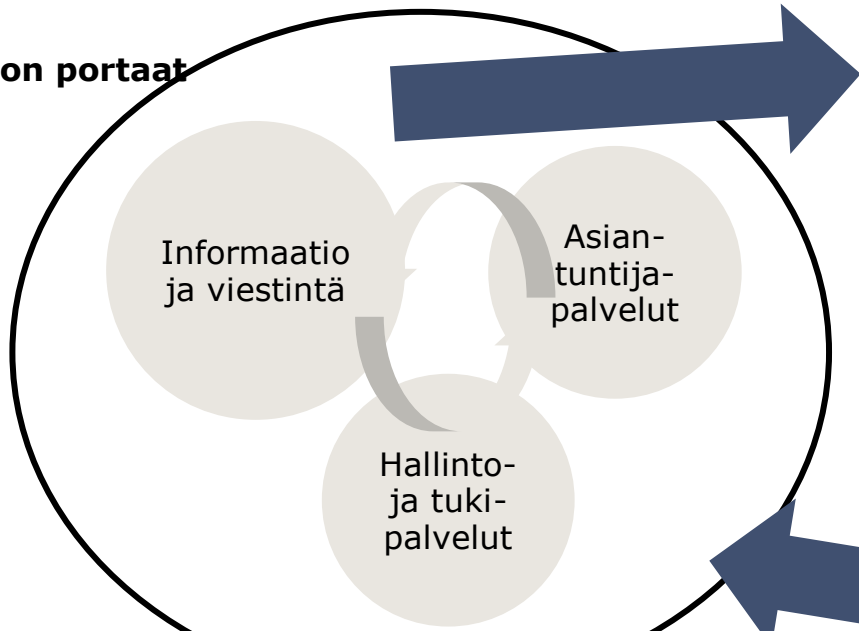 on portaat
Informaatio
ja viestintä
Asian-
tuntija-
palvelut
Hallinto-
ja tuki-
palvelut